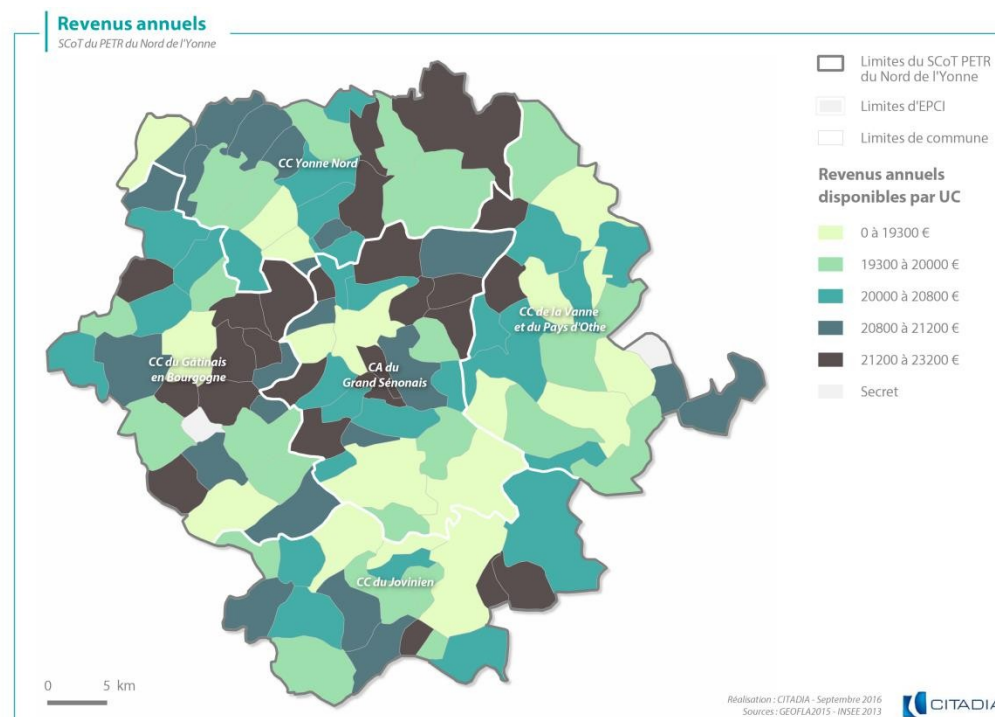 Revenus annuels
SCoT du PETR du Nord de l'Yonne
Limites du SCoT PETR
du Nord de l'Yonne
Limites d'EPCI
Limites de commune
Revenus annuels
disponibles par UC
0 à 19300 €
19300 à 20000 €
20000 à 20800 €
20800 à 21200 €
21200 à 23200 €
Secret
CC Yonne Nord
CC de la Vanne
et du Pays d'Othe
CC du Gâtinais
en Bourgogne
CA du
Grand Sénonais
CC du Jovinien
0 5 km
Réalisation : CITADIA - Septembre 2016
Sources : GEOFLA2015 - INSEE 2013
CITADIA